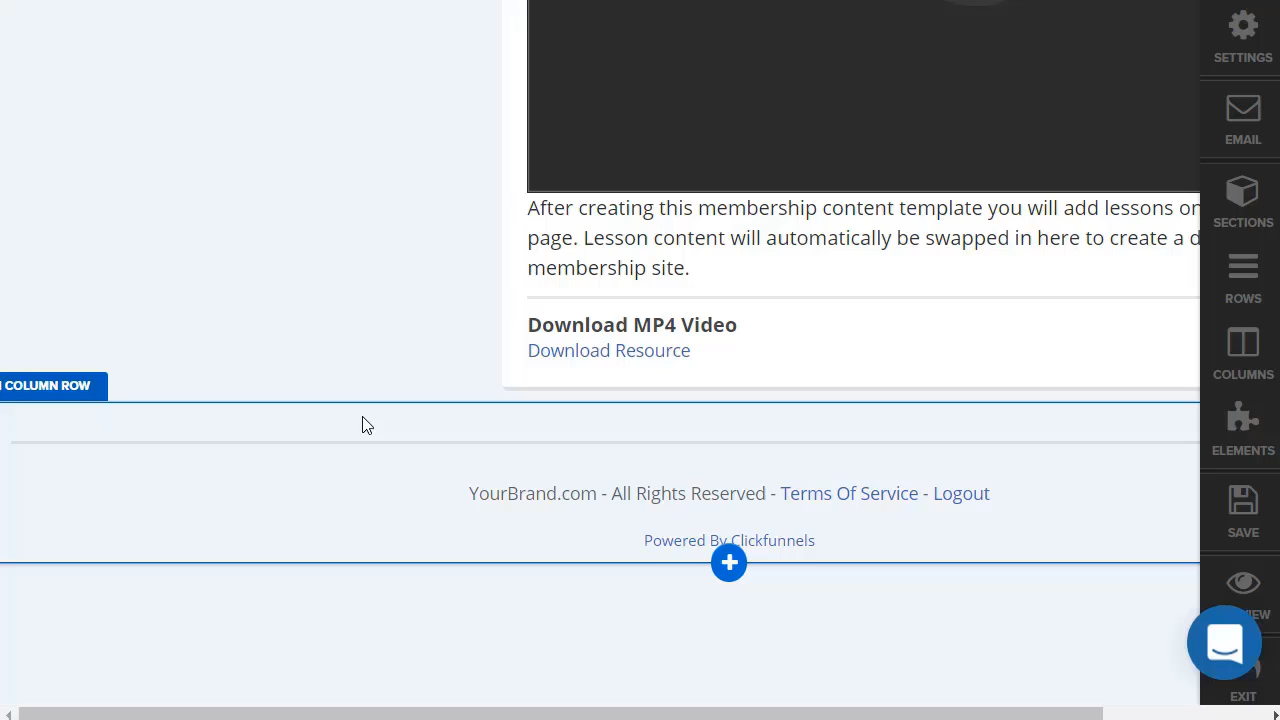 SETTINGS
EMAIL
After creating this membership content template you will add lessons on
page. Lesson content will automatically be swapped in here to create a d
membership site.
SECTIONS
ROWS
Download MP4 Video
Download Resource
COLUMNS
COLUMN ROW
ELEMENTS
YourBrand.com - All Rights Reserved - Terms Of Service - Logout
SAVE
Powered By Clickfunnels
EXIT